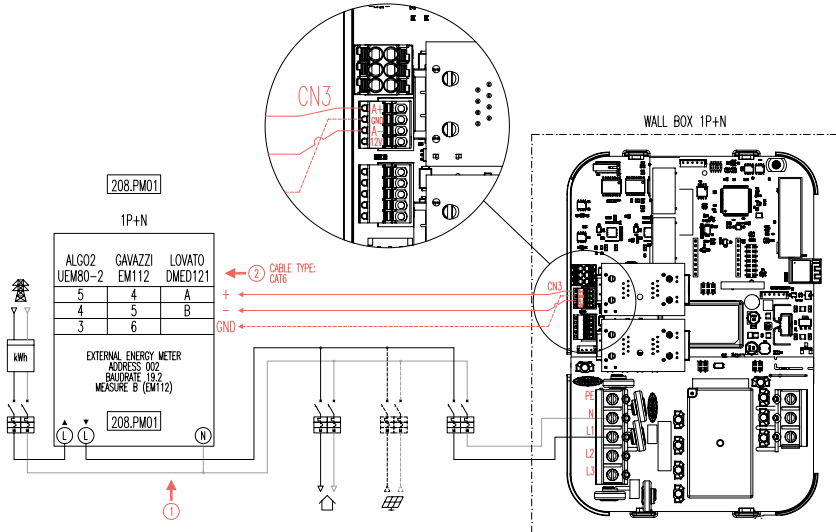 CN3
A+
GND
A-
12V
WALL BOX 1P+N
208.PM01
1P+N
ALGO2 GAVAZZI LOVATO
UEM80-2 EM112 DMED121
5 4 A +
4 5 B -
3 6 GND
2 CABLE TYPE:
CAT6
CN3
kWh
EXTERNAL ENERGY METER
ADDRESS 002
BAUDRATE 19.2
MEASURE B (EM112)
208.PM01
L L N
1
PE
N
L1
L2
L3